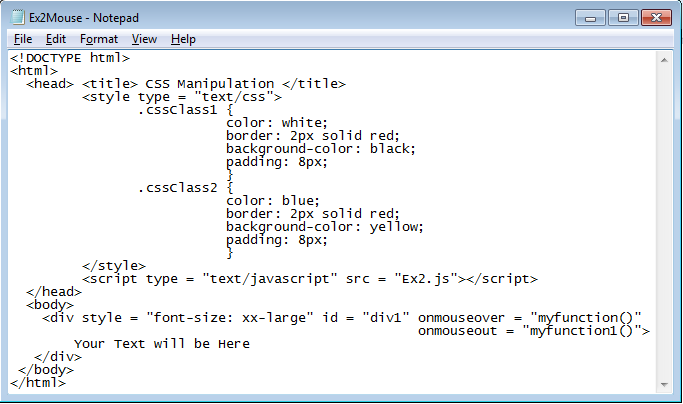 Ex2Mouse - Notepad
File Edit Format View Help
<!DOCTYPE html>
<html>
  <head> <title> CSS Manipulation </title>
         <style type = "text/css">
                .cssClass1 {
                           color: white;
                           border: 2px solid red;
                           background-color: black;
                           padding: 8px;
                           }
                .cssClass2 {
                           color: blue;
                           border: 2px solid red;
                           background-color: yellow;
                           padding: 8px;
                           }
         </style>
         <script type = "text/javascript" src = "Ex2.js"></script>
  </head>
  <body>
    <div style = "font-size: xx-large" id = "div1" onmouseover = "myfunction()"
                                                   onmouseout = "myfunction1()">
        Your Text will be Here
   </div>
 </body>
</html>